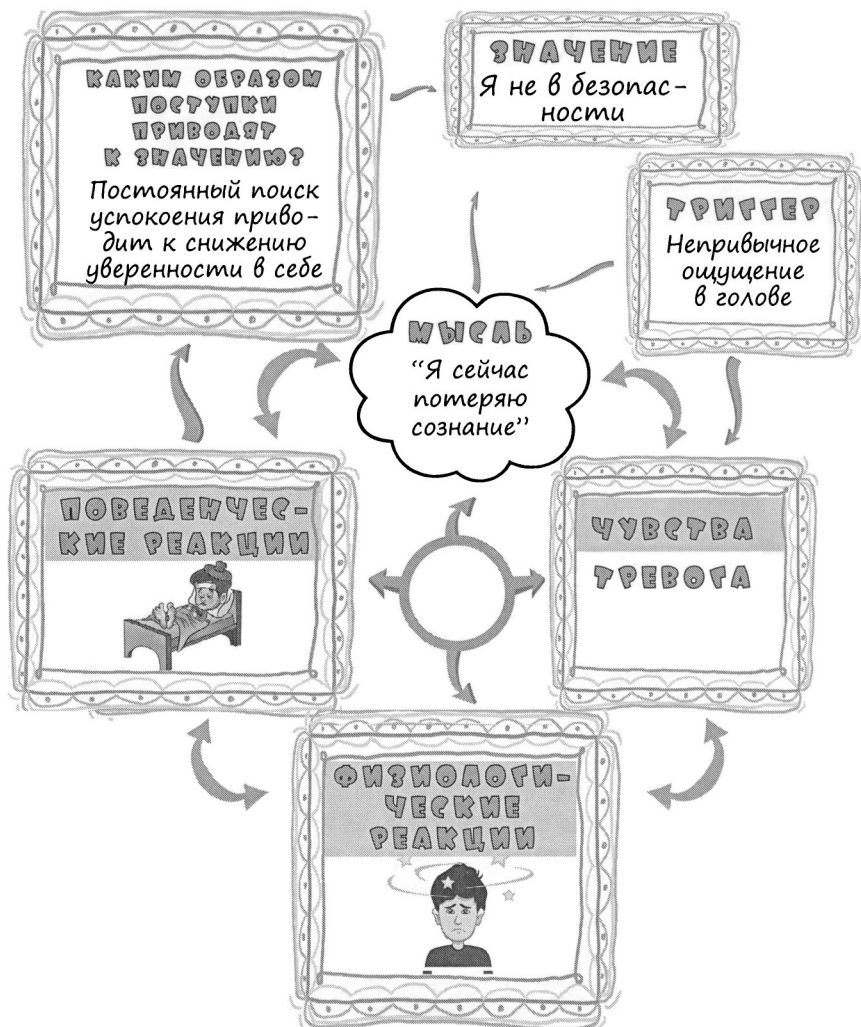 КАКИМ ОБРАЗОМ
ПОСТУПКИ
ПРИВОДЯТ
К ЗНАЧЕНИЮ?
Постоянный поиск
успокоения приво-
дит к снижению
уверенности в себе
ЗНАЧЕНИЕ
Я не в безопас-
ности
ТРИГГЕР
Непривычное
ощущение
в голове
МЫСЛЬ
“Я сейчас
потеряю
сознание”
ПОВЕДЕНЧЕС-
КИЕ РЕАКЦИИ
ЧУВСТВА
ТРЕВОГА
ФИЗИОЛОГИ-
ЧЕСКИЕ
РЕАКЦИИ